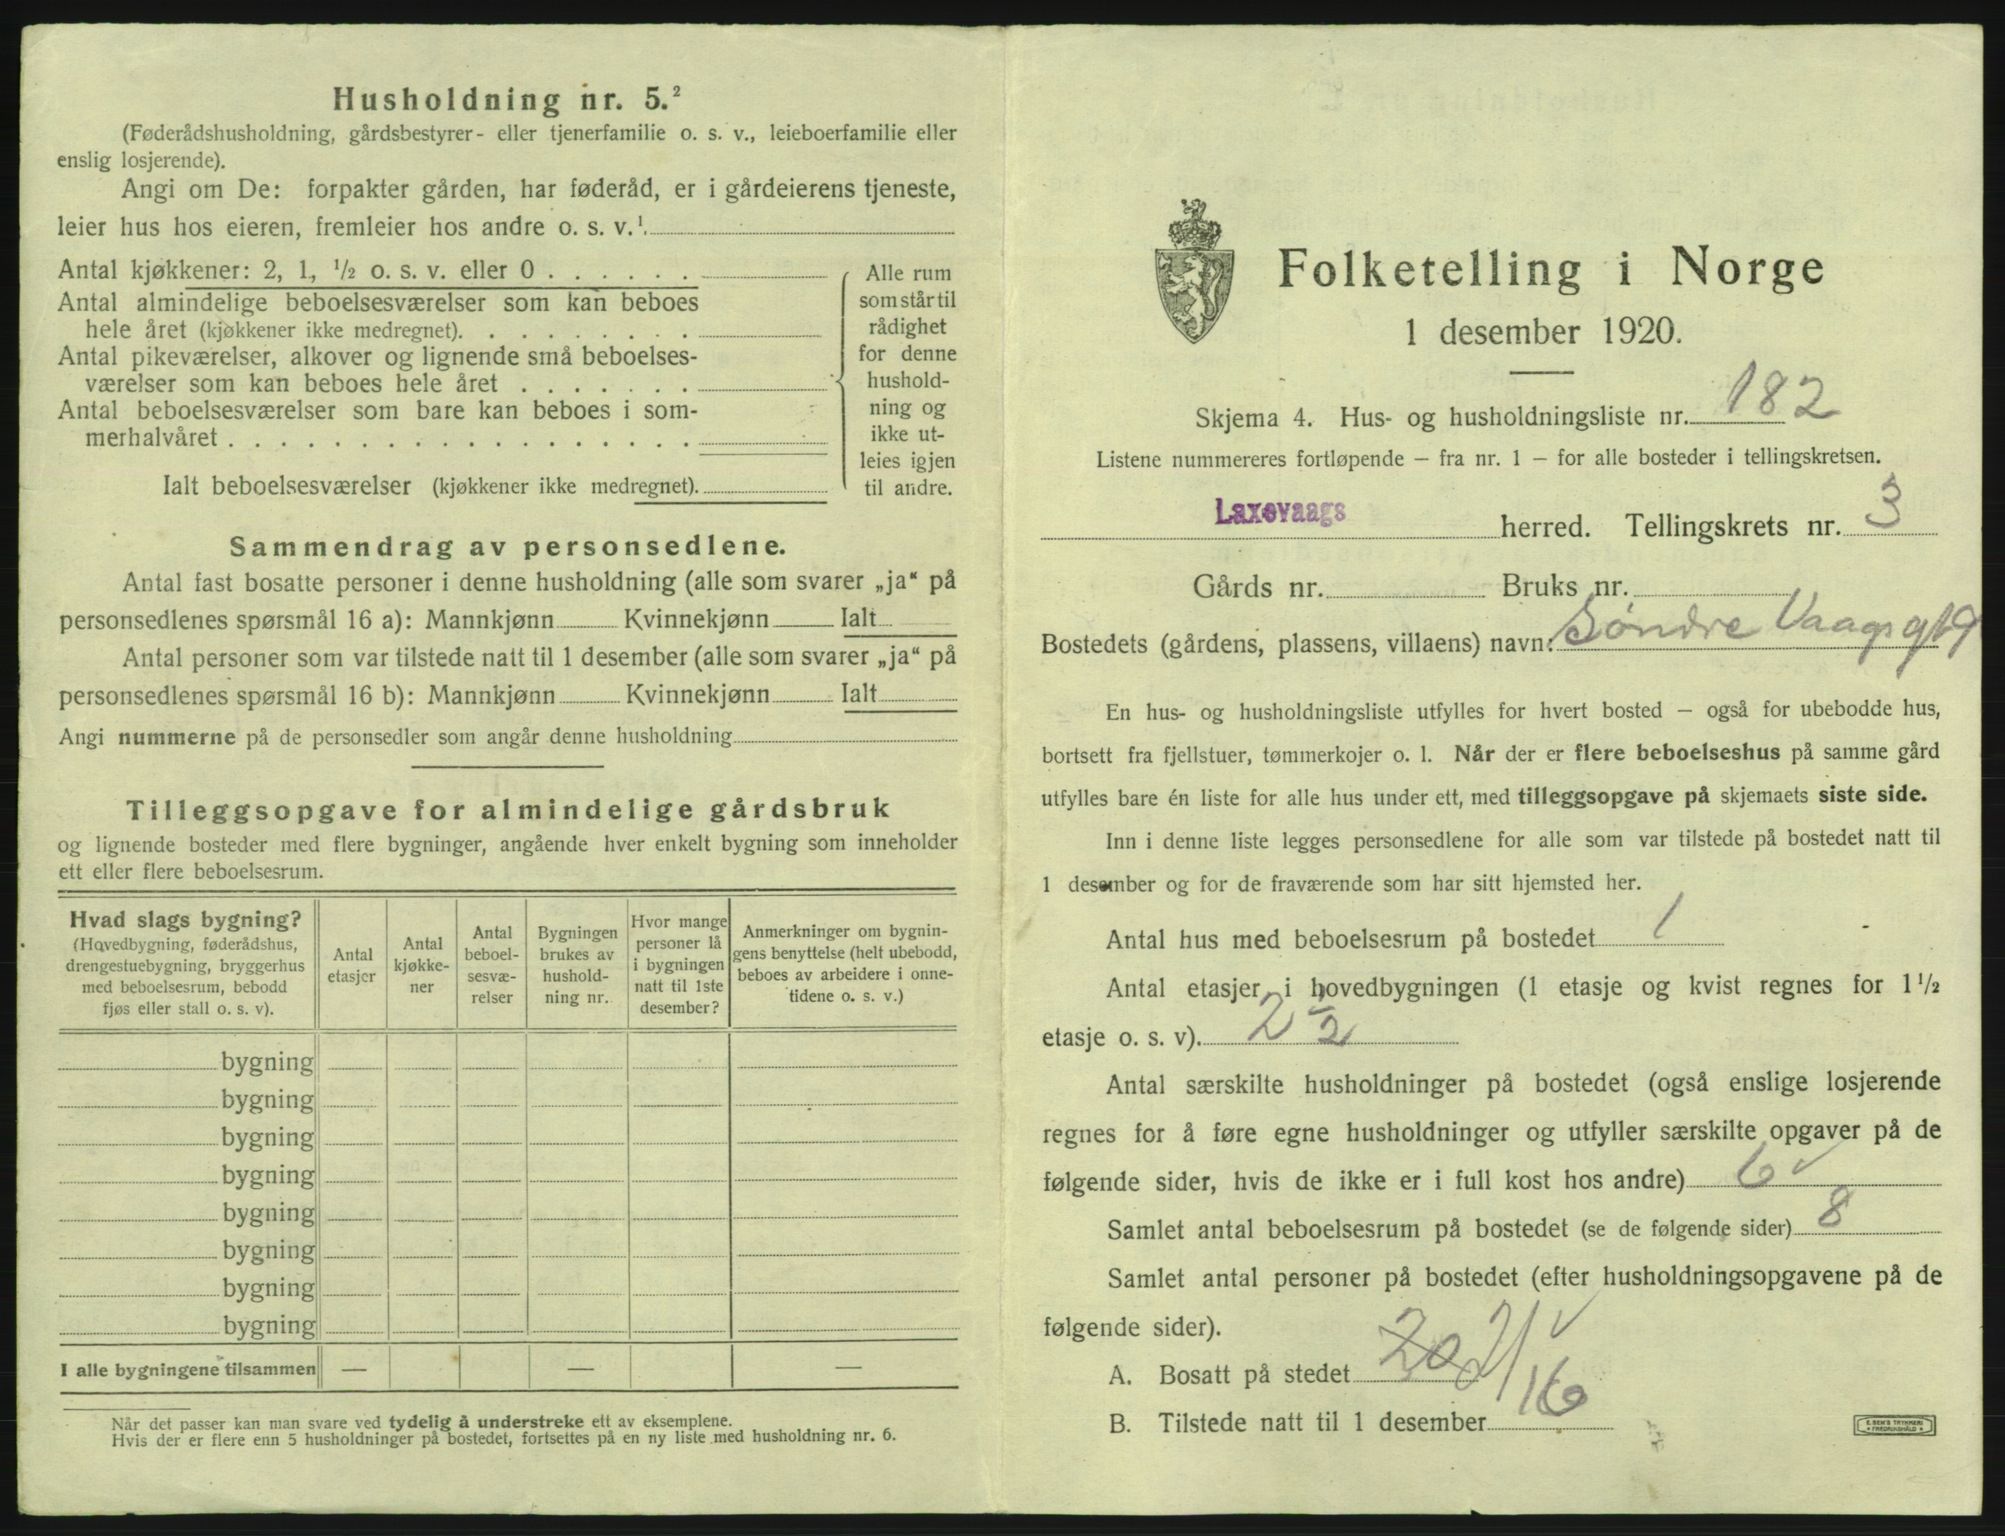 Husholdning nr. 5.²
(Føderådshusholdning, gårdsbestyrer- eller tjenerfamilie o. s. v., leieboerfamilie eller
enslig losjerende).
Angi om De: forpakter gården, har føderåd, er i gårdeierens tjeneste,
leier hus hos eieren, fremleier hos andre o. s. v.¹
Antal kjøkkener: 2, 1, ½ o. s. v. eller 0 . . . . . .
Antal almindelige beboelsesværelser som kan beboes
hele året (kjøkkener ikke medregnet). . . . . . . .
Antal pikeværelser, alkover og lignende små beboelses-
værelser som kan beboes hele året . . . . . . .
Antal beboelsesværelser som bare kan beboes i som-
merhalvåret . . . . . . . . . . . . . . . . . .
Ialt beboelsesværelser (kjøkkener ikke medregnet).
Alle rum
som står til
rådighet
for denne
hushold-
ning og
ikke ut-
leies igjen
til andre.
Sammendrag av personsedlene.
Antal fast bosatte personer i denne husholdning (alle som svarer „ja“ på
personsedlenes spørsmål 16 a): Mannkjønn Kvinnekjønn Ialt
Antal personer som var tilstede natt til 1 desember (alle som svarer „ja“ på
personsedlenes spørsmål 16 b): Mannkjønn Kvinnekjønn Ialt
Angi nummerne på de personsedler som angår denne husholdning
Tilleggsopgave for almindelige gårdsbruk
og lignende bosteder med flere bygninger, angående hver enkelt bygning som inneholder
ett eller flere beboelsesrum.
Hvad slags bygning?
(Hovedbygning, føderådshus,
drengestuebygning, bryggerhus
med beboelsesrum, bebodd
fjøs eller stall o. s. v).
Antal
etasjer
Antal
kjøkke-
ner
Antal
beboel-
sesvæ-
relser
Bygningen
brukes av
hushold-
ning nr.
Hvor mange
personer lå
i bygningen
natt til 1ste
desember?
Anmerkninger om bygnin-
gens benyttelse (helt ubebodd,
beboes av arbeidere i onne-
tidene o. s. v.)
bygning
bygning
bygning
bygning
bygning
bygning
bygning
bygning
I alle bygningene tilsammen — — —
Når det passer kan man svare ved tydelig å understreke ett av eksemplene.
Hvis der er flere enn 5 husholdninger på bostedet, fortsettes på en ny liste med husholdning nr. 6.
Folketelling i Norge
1 desember 1920.
Skjema 4. Hus- og husholdningsliste nr. 182
Listene nummereres fortløpende — fra nr. 1 — for alle bosteder i tellingskretsen.
Laxevaags herred. Tellingskrets nr. 3
Gårds nr. Bruks nr.
Bostedets (gårdens, plassens, villaens) navn: Søndre Vaagsgt 9
En hus- og husholdningsliste utfylles for hvert bosted — også for ubebodde hus,
bortsett fra fjellstuer, tømmerkojer o. l. Når der er flere beboelseshus på samme gård
utfylles bare én liste for alle hus under ett, med tilleggsopgave på skjemaets siste side.
Inn i denne liste legges personsedlene for alle som var tilstede på bostedet natt til
1 desember og for de fraværende som har sitt hjemsted her.
Antal hus med beboelsesrum på bostedet 1
Antal etasjer i hovedbygningen (1 etasje og kvist regnes for 1½
etasje o. s. v). 2½
Antal særskilte husholdninger på bostedet (også enslige losjerende
regnes for å føre egne husholdninger og utfyller særskilte opgaver på de
følgende sider, hvis de ikke er i full kost hos andre) 6 ✓
Samlet antal beboelsesrum på bostedet (se de følgende sider) 8
Samlet antal personer på bostedet (efter husholdningsopgavene på de
følgende sider).
A. Bosatt på stedet 20 21 ✓
B. Tilstede natt til 1 desember 16
E. SEM'S TRYKKERI
FREDRIKSHALD